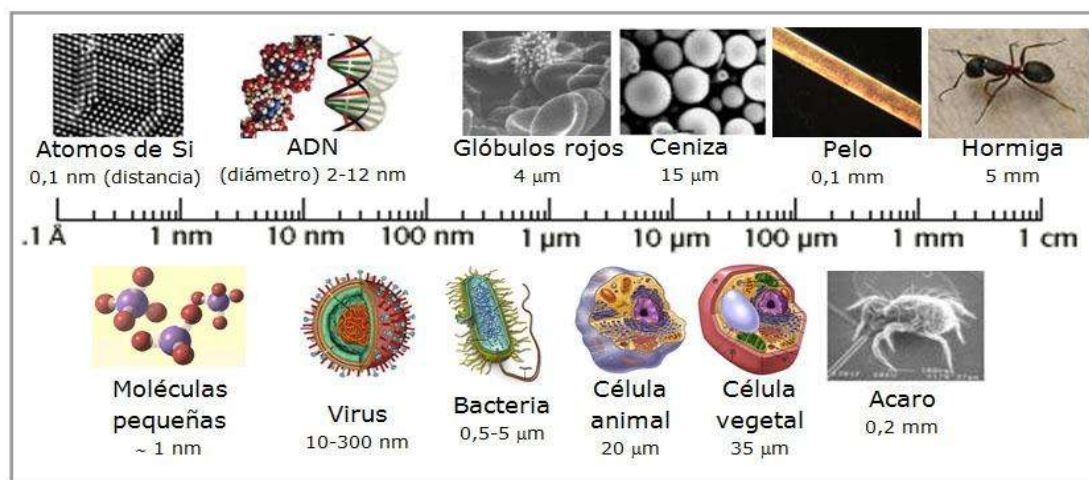 Atomos de Si
0,1 nm (distancia)
ADN
(diámetro) 2-12 nm
Glóbulos rojos
4 µm
Ceniza
15 µm
Pelo
0,1 mm
Hormiga
5 mm
.1 Å 1 nm 10 nm 100 nm 1 µm 10 µm 100 µm 1 mm 1 cm
Moléculas
pequeñas
~ 1 nm
Virus
10-300 nm
Bacteria
0,5-5 µm
Célula
animal
20 µm
Célula
vegetal
35 µm
Acaro
0,2 mm